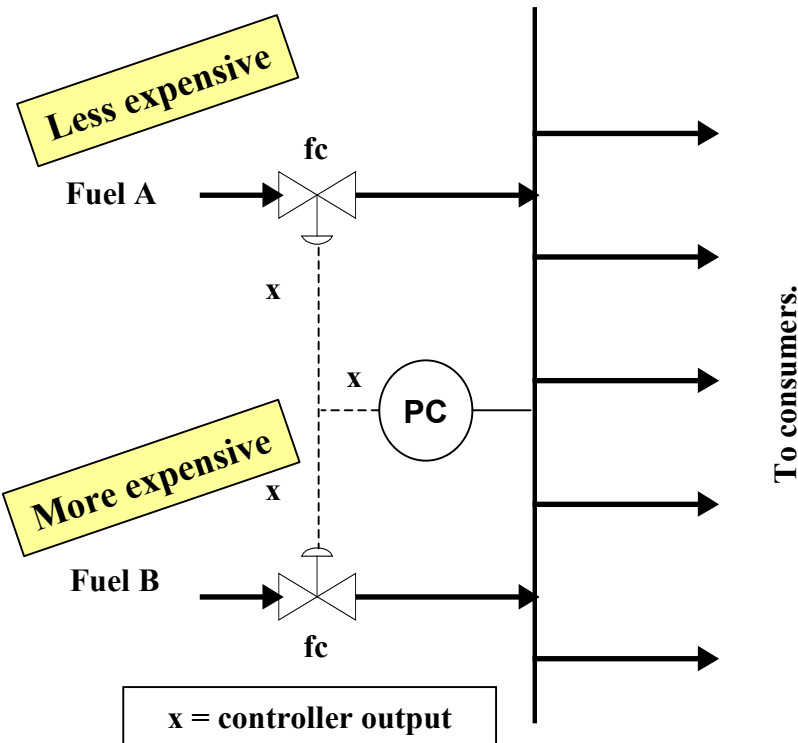 Less expensive
fc
Fuel A
x
x
PC
To consumers.
More expensive
x
Fuel B
fc
x = controller output